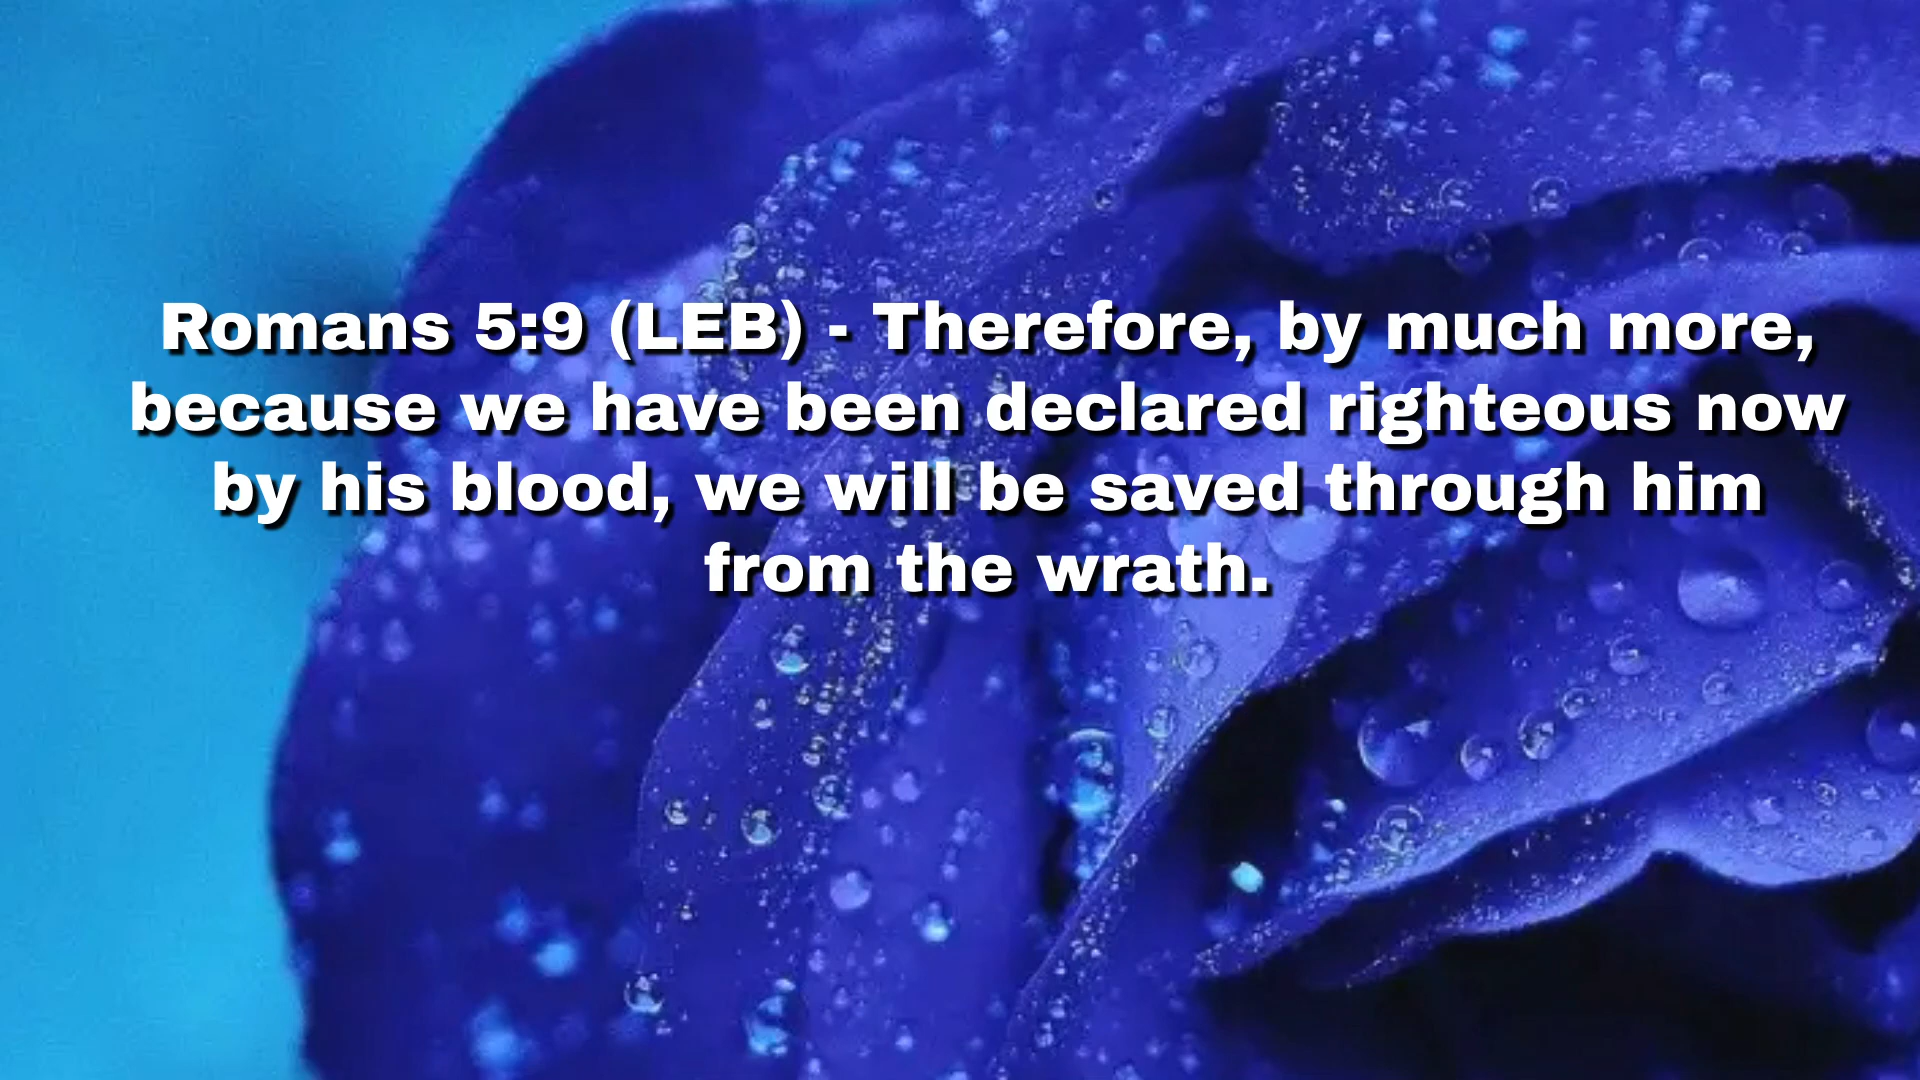 Romans 5:9 (LEB) - Therefore, by much more,
because we have been declared righteous now
by his blood, we will be saved through him
from the wrath.